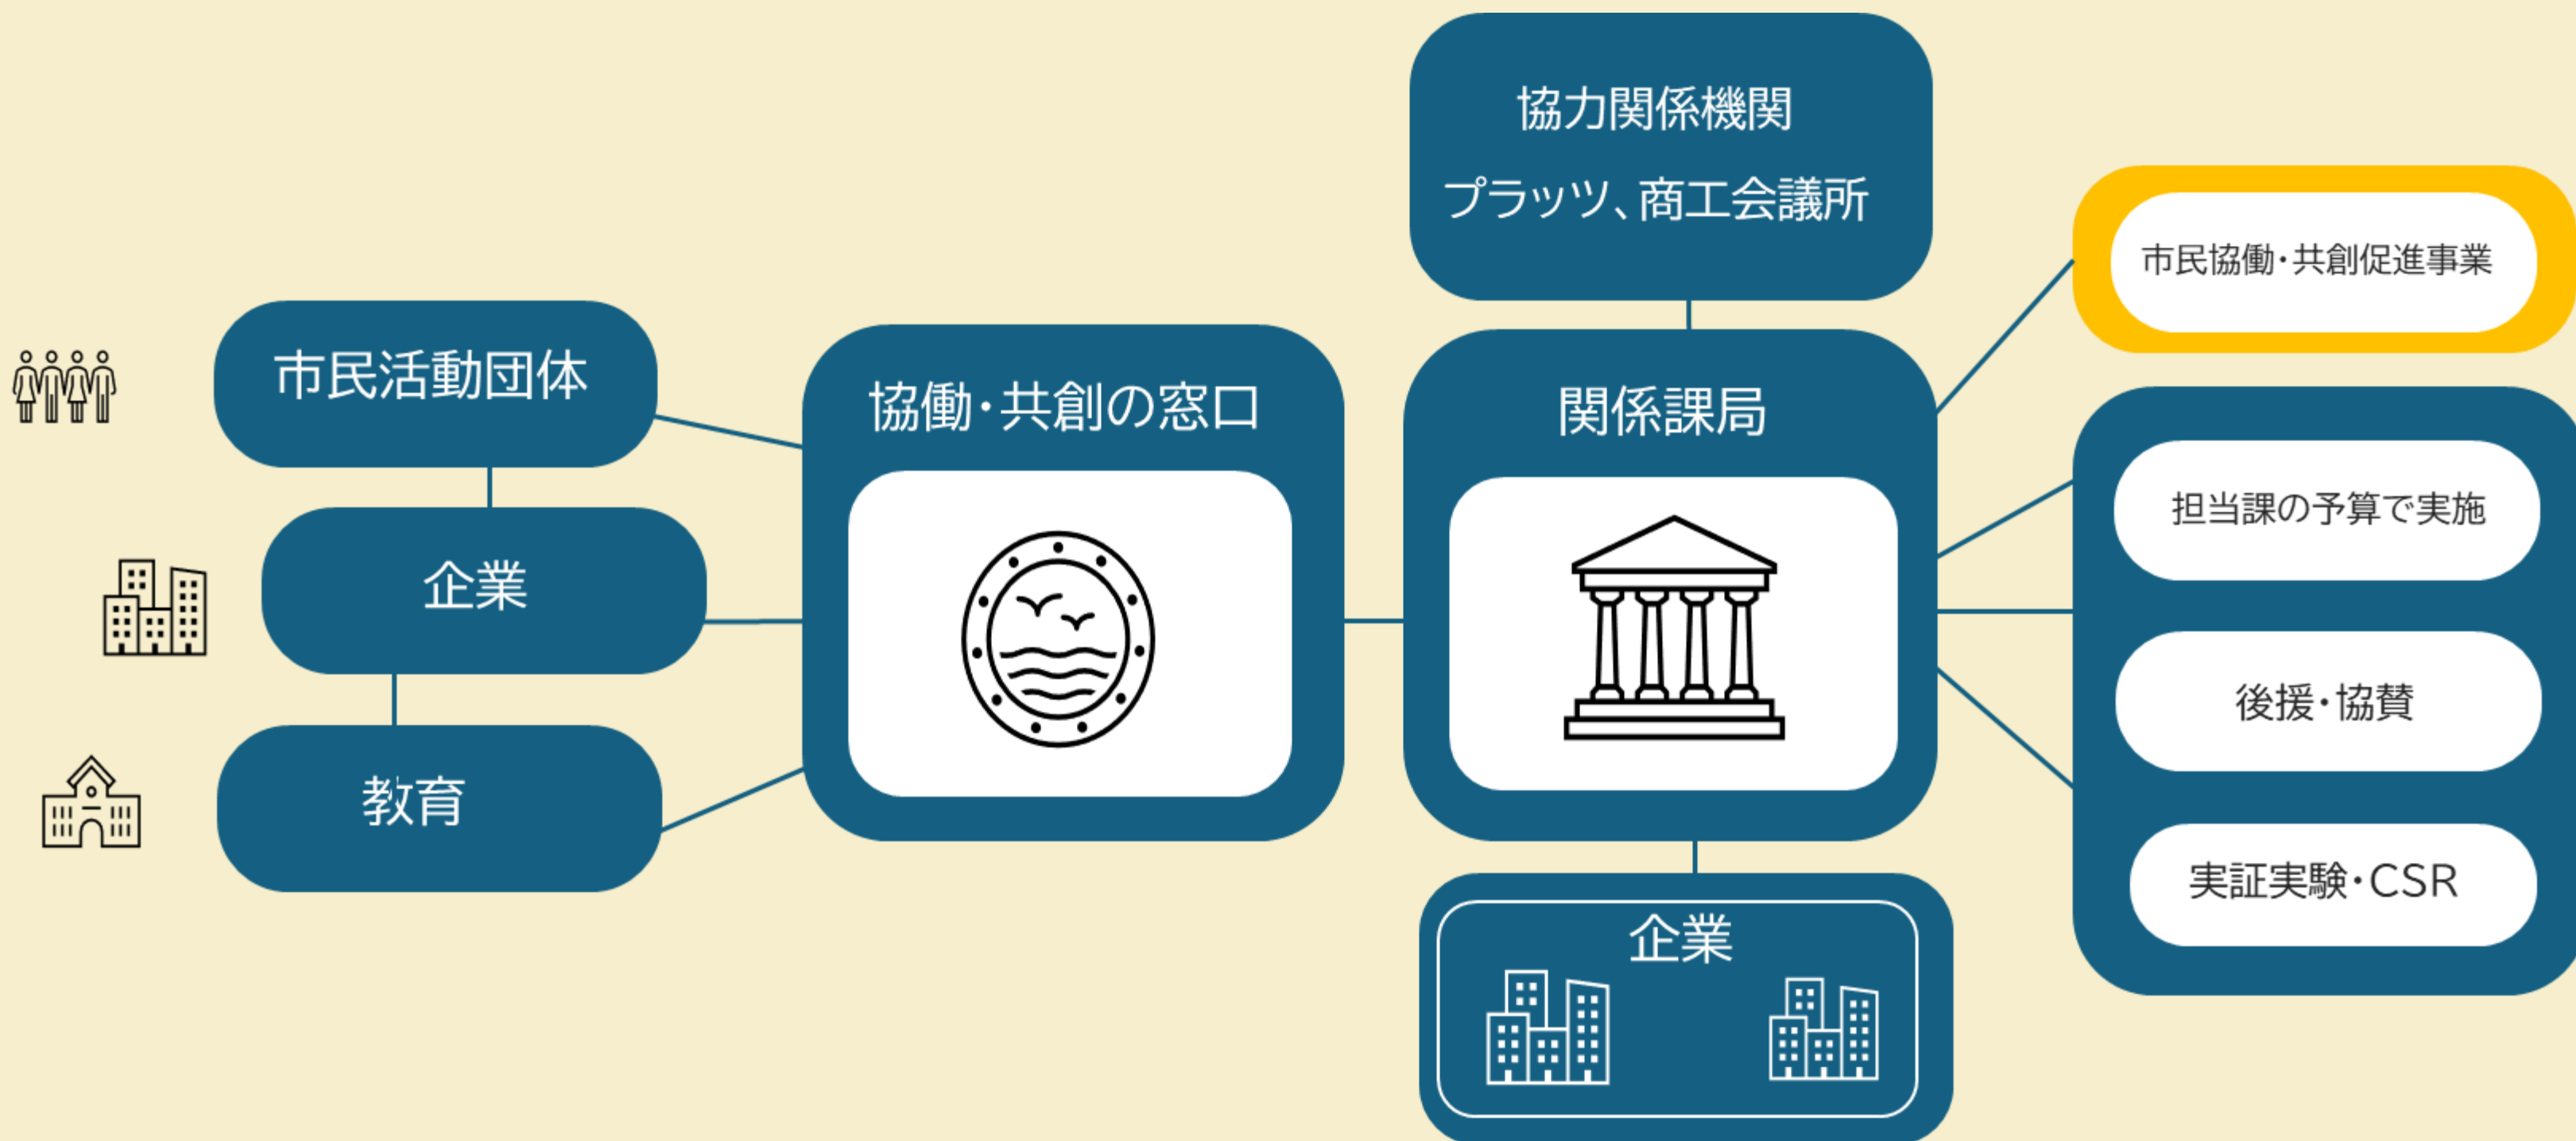 市民活動団体
企業
教育
協働・共創の窓口
協力関係機関
プラッツ、商工会議所
関係課局
企業
市民協働・共創促進事業
担当課の予算で実施
後援・協賛
実証実験・CSR